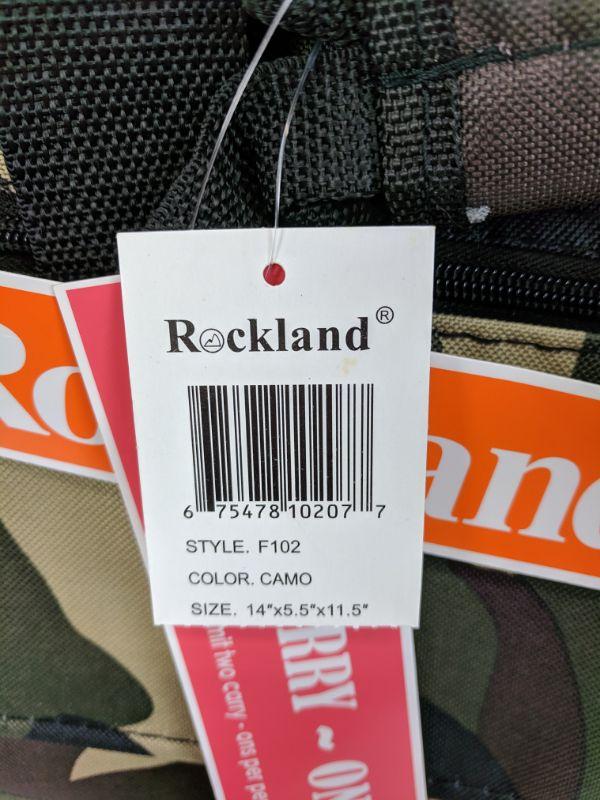 Rockland®
6 75478 10207 7
STYLE. F102
COLOR. CAMO
SIZE. 14"x5.5"x11.5"
Ro
and
RRY ~ ON
mit two carry - ons per pe